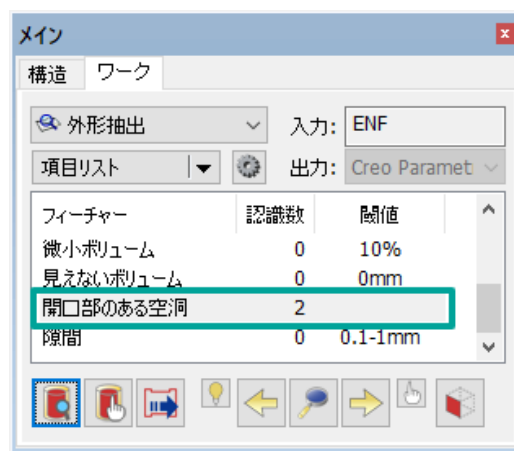 メイン
構造 ワーク
外形抽出 入力: ENF
項目リスト 出力: Creo Paramet
フィーチャー 認識数 閾値
微小ボリューム 0 10%
見えないボリューム 0 0mm
開口部のある空洞 2
隙間 0 0.1-1mm